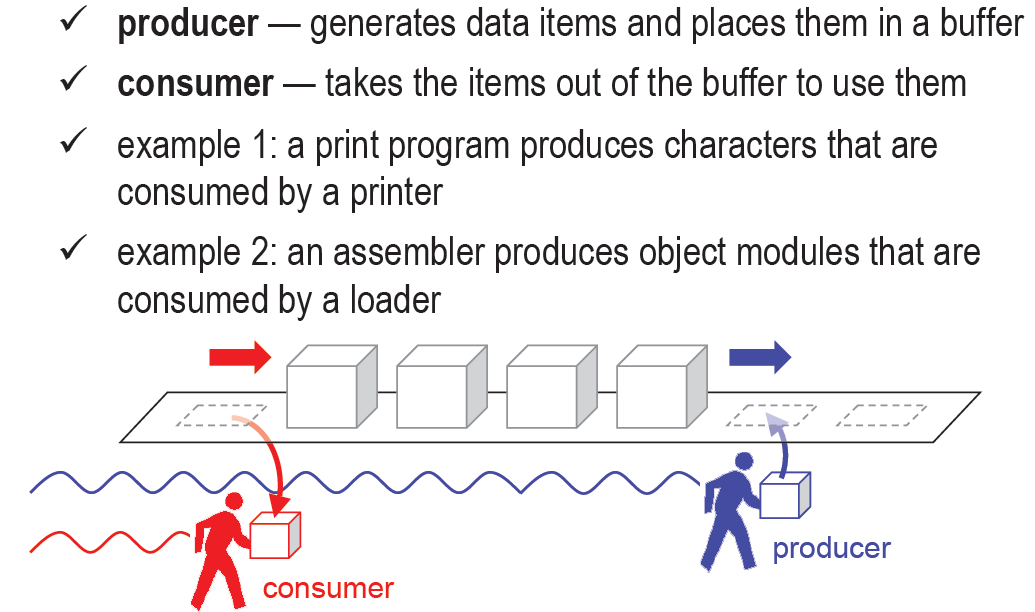 ✓ producer — generates data items and places them in a buffer
✓ consumer — takes the items out of the buffer to use them
✓ example 1: a print program produces characters that are
consumed by a printer
✓ example 2: an assembler produces object modules that are
consumed by a loader
producer
consumer